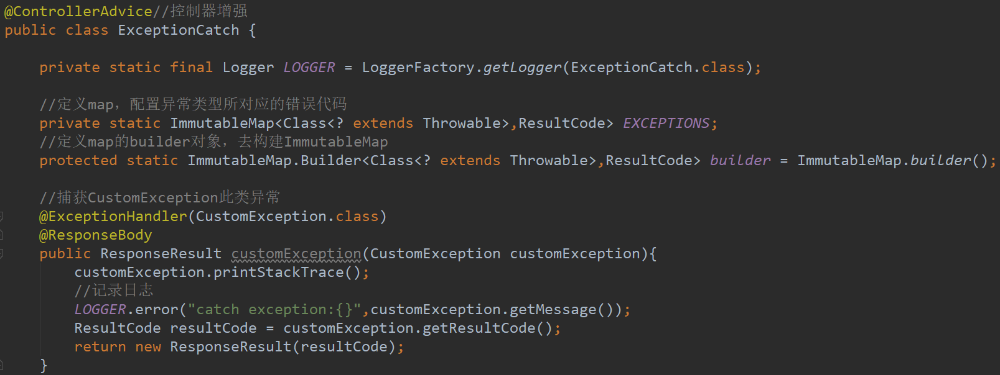 @ControllerAdvice//控制器增强
public class ExceptionCatch {
private static final Logger LOGGER = LoggerFactory.getLogger(ExceptionCatch.class);
//定义map，配置异常类型所对应的错误代码
private static ImmutableMap<Class<? extends Throwable>,ResultCode> EXCEPTIONS;
//定义map的builder对象，去构建ImmutableMap
protected static ImmutableMap.Builder<Class<? extends Throwable>,ResultCode> builder = ImmutableMap.builder();
//捕获CustomException此类异常
@ExceptionHandler(CustomException.class)
@ResponseBody
public ResponseResult customException(CustomException customException){
customException.printStackTrace();
//记录日志
LOGGER.error("catch exception:{}",customException.getMessage());
ResultCode resultCode = customException.getResultCode();
return new ResponseResult(resultCode);
}